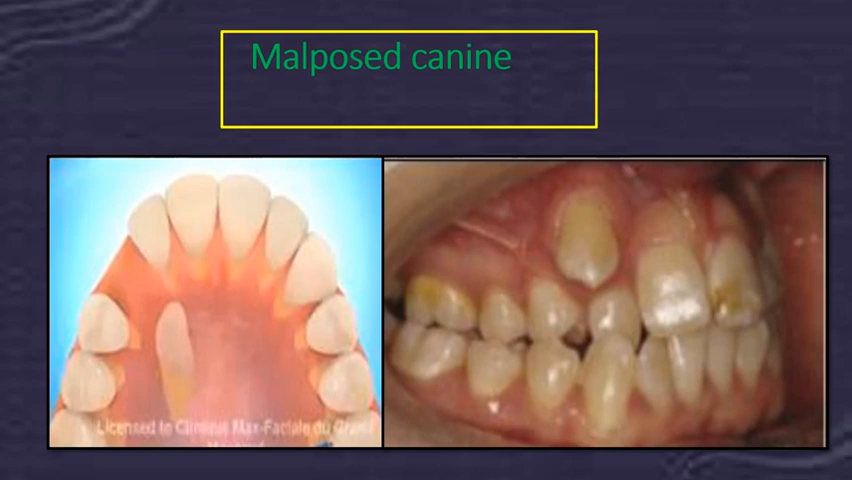 Malposed canine
Licensed to Clinique Max-Faciale du Grand